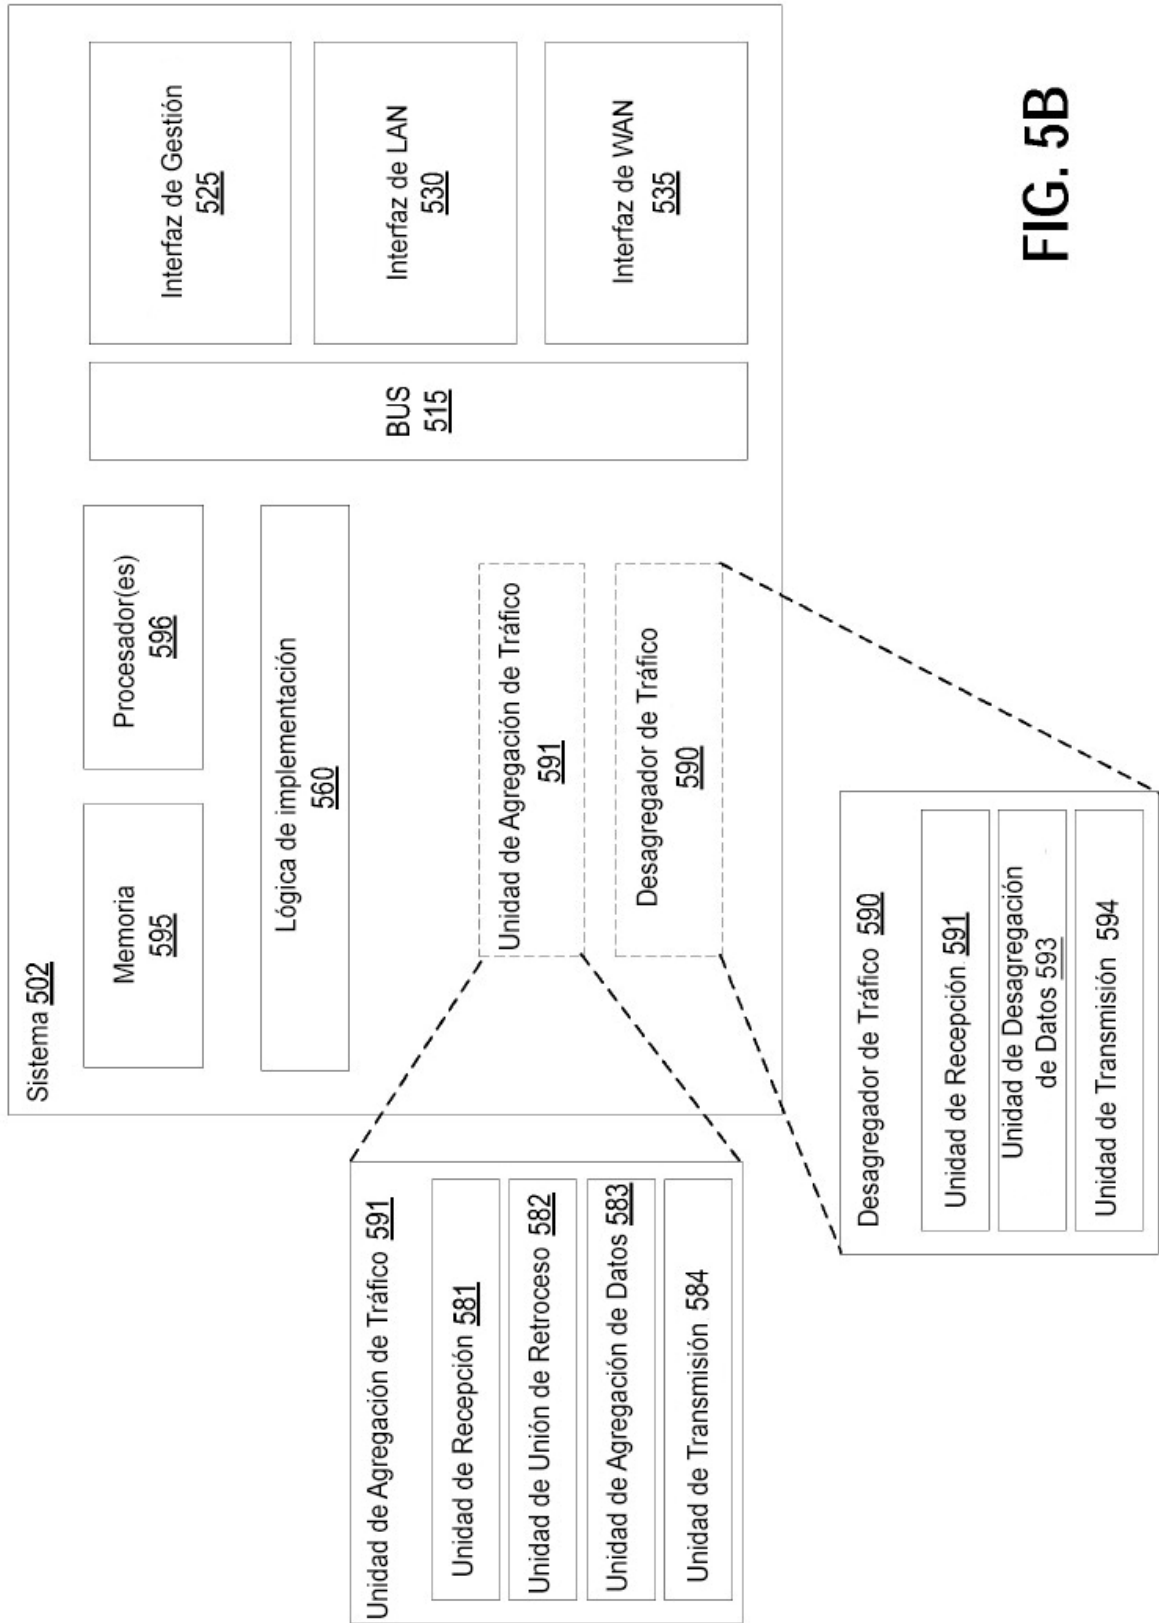 Sistema 502
Memoria
595
Procesador(es)
596
Lógica de implementación
560
BUS
515
Interfaz de Gestión
525
Interfaz de LAN
530
Interfaz de WAN
535
Unidad de Agregación de Tráfico
591
Desagregador de Tráfico
590
Unidad de Agregación de Tráfico 591
Unidad de Recepción 581
Unidad de Unión de Retroceso 582
Unidad de Agregación de Datos 583
Unidad de Transmisión 584
Desagregador de Tráfico 590
Unidad de Recepción 591
Unidad de Desagregación
de Datos 593
Unidad de Transmisión 594
FIG. 5B